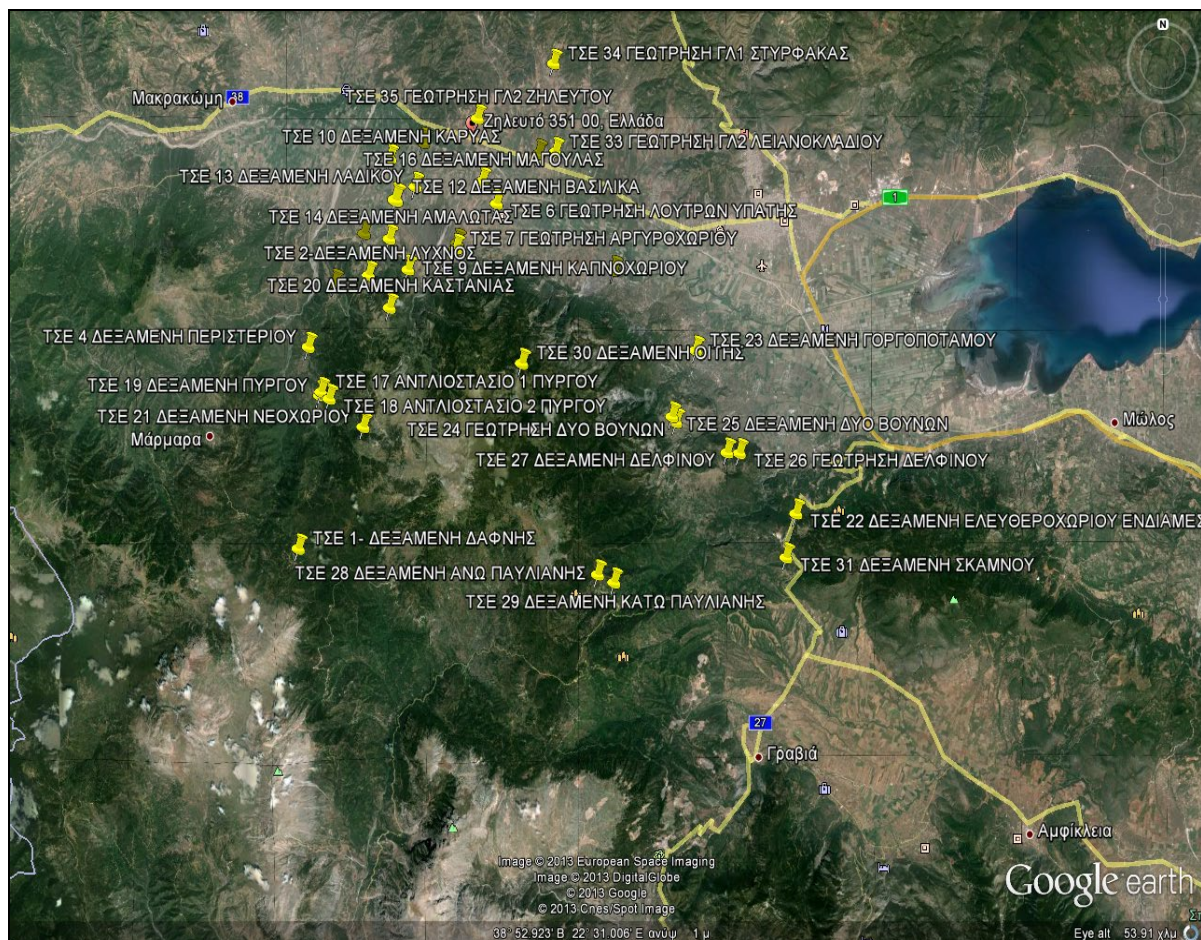 N
ΤΣΕ 34 ΓΕΩΤΡΗΣΗ ΓΛ1 ΣΤΥΡΦΑΚΑΣ
Μακρακώμη
38
ΤΣΕ 35 ΓΕΩΤΡΗΣΗ ΓΛ2 ΖΗΛΕΥΤΟΥ
Ζηλευτό 351 00, Ελλάδα
ΤΣΕ 10 ΔΕΞΑΜΕΝΗ ΚΑΡΥΑΣ
ΤΣΕ 33 ΓΕΩΤΡΗΣΗ ΓΛ2 ΛΕΙΑΝΟΚΛΑΔΙΟΥ
ΤΣΕ 16 ΔΕΞΑΜΕΝΗ ΜΑΓΟΥΛΑΣ
ΤΣΕ 13 ΔΕΞΑΜΕΝΗ ΛΑΔΙΚΟΥ
ΤΣΕ 12 ΔΕΞΑΜΕΝΗ ΒΑΣΙΛΙΚΑ
1
ΤΣΕ 14 ΔΕΞΑΜΕΝΗ ΑΜΑΛΩΤΑΣ
ΤΣΕ 6 ΓΕΩΤΡΗΣΗ ΛΟΥΤΡΩΝ ΥΠΑΤΗΣ
ΤΣΕ 7 ΓΕΩΤΡΗΣΗ ΑΡΓΥΡΟΧΩΡΙΟΥ
ΤΣΕ 2-ΔΕΞΑΜΕΝΗ ΛΥΧΝΟΣ
ΤΣΕ 9 ΔΕΞΑΜΕΝΗ ΚΑΠΝΟΧΩΡΙΟΥ
ΤΣΕ 20 ΔΕΞΑΜΕΝΗ ΚΑΣΤΑΝΙΑΣ
ΤΣΕ 4 ΔΕΞΑΜΕΝΗ ΠΕΡΙΣΤΕΡΙΟΥ
ΤΣΕ 23 ΔΕΞΑΜΕΝΗ ΓΟΡΓΟΠΟΤΑΜΟΥ
ΤΣΕ 30 ΔΕΞΑΜΕΝΗ ΟΙΤΗΣ
ΤΣΕ 19 ΔΕΞΑΜΕΝΗ ΠΥΡΓΟΥ
ΤΣΕ 17 ΑΝΤΛΙΟΣΤΑΣΙΟ 1 ΠΥΡΓΟΥ
ΤΣΕ 18 ΑΝΤΛΙΟΣΤΑΣΙΟ 2 ΠΥΡΓΟΥ
ΤΣΕ 21 ΔΕΞΑΜΕΝΗ ΝΕΟΧΩΡΙΟΥ
ΤΣΕ 24 ΓΕΩΤΡΗΣΗ ΔΥΟ ΒΟΥΝΩΝ
ΤΣΕ 25 ΔΕΞΑΜΕΝΗ ΔΥΟ ΒΟΥΝΩΝ
Μώλος
Μάρμαρα
ΤΣΕ 27 ΔΕΞΑΜΕΝΗ ΔΕΛΦΙΝΟΥ
ΤΣΕ 26 ΓΕΩΤΡΗΣΗ ΔΕΛΦΙΝΟΥ
ΤΣΕ 22 ΔΕΞΑΜΕΝΗ ΕΛΕΥΘΕΡΟΧΩΡΙΟΥ ΕΝΔΙΑΜΕΣ
ΤΣΕ 1- ΔΕΞΑΜΕΝΗ ΔΑΦΝΗΣ
ΤΣΕ 31 ΔΕΞΑΜΕΝΗ ΣΚΑΜΝΟΥ
ΤΣΕ 28 ΔΕΞΑΜΕΝΗ ΑΝΩ ΠΑΥΛΙΑΝΗΣ
ΤΣΕ 29 ΔΕΞΑΜΕΝΗ ΚΑΤΩ ΠΑΥΛΙΑΝΗΣ
27
Γραβιά
Αμφίκλεια
Image © 2013 European Space Imaging
Image © 2013 DigitalGlobe
© 2013 Google
© 2013 Cnes/Spot Image
Google earth
38° 52.923' Β 22° 31.006' Ε ανύψ 1 μ
Eye alt 53.91 χλμ